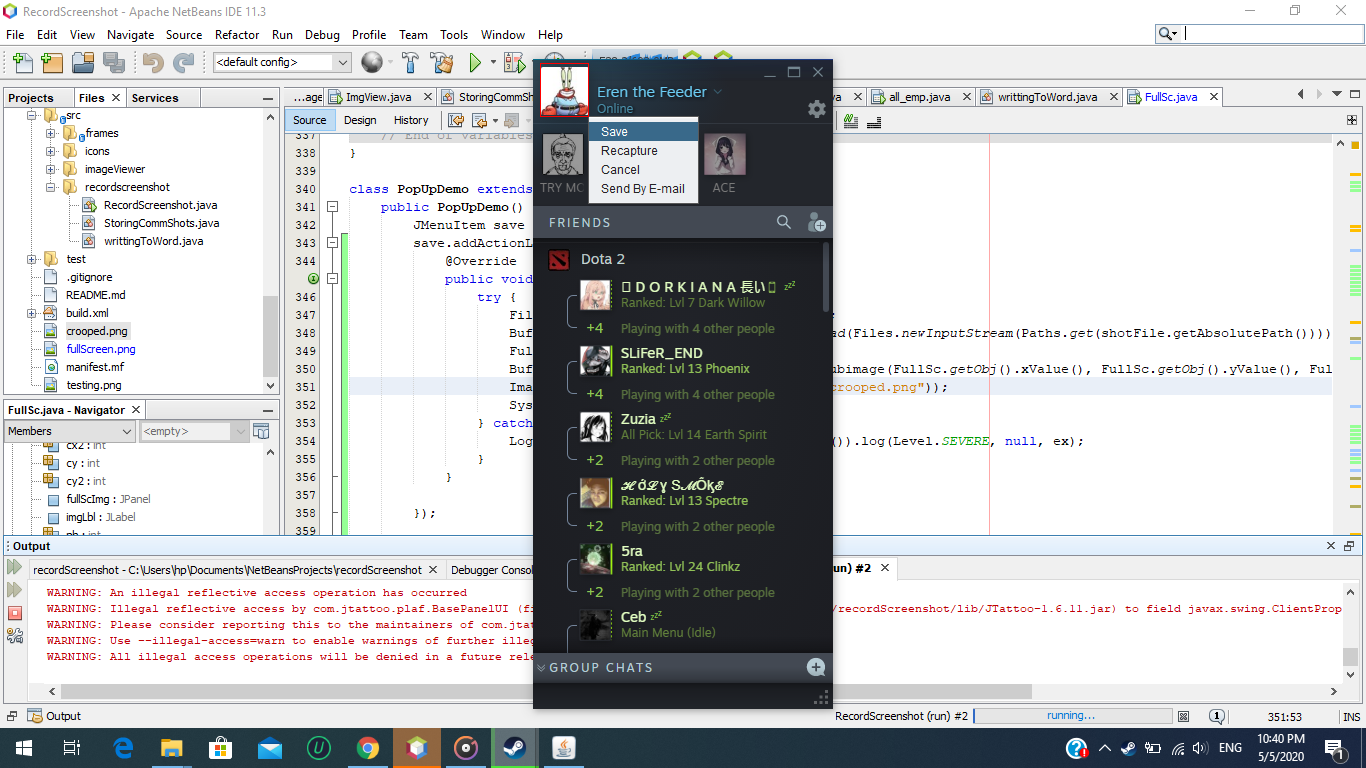 RecordScreenshot - Apache NetBeans IDE 11.3
File Edit View Navigate Source Refactor Run Debug Profile Team Tools Window Help
<default config>
Projects Files Services
src
frames
icons
imageViewer
recordscreenshot
RecordScreenshot.java
StoringCommShots.java
writtingToWord.java
test
.gitignore
README.md
build.xml
crooped.png
fullScreen.png
manifest.mf
testing.png
FullSc.java - Navigator
Members <empty>
cx2 : int
cy : int
cy2 : int
fullScImg : JPanel
imgLbl : JLabel
...age ImgView.java StoringCommSh all_emp.java writtingToWord.java FullSc.java
Source Design History
337 // End of variables
338 }
339
340 class PopUpDemo extends
341 public PopUpDemo()
342 JMenuItem save
343 save.addActionL
344 @Override
public void
346 try {
347 Fil
348 Buf ad(Files.newInputStream(Paths.get(shotFile.getAbsolutePath())))
349 Ful
350 Buf ubimage(FullSc.getObj().xValue(), FullSc.getObj().yValue(), Ful
351 Ima crooped.png"));
352 Sys
353 } catch
354 Log ()).log(Level.SEVERE, null, ex);
355 }
356 }
357
358 });
359
Eren the Feeder
Online
Save
Recapture
Cancel
Send By E-mail
TRY MC ACE
FRIENDS
Dota 2
D O R K I A N A 長い zzz
Ranked: Lvl 7 Dark Willow
+4 Playing with 4 other people
SLiFeR_END
Ranked: Lvl 13 Phoenix
+4 Playing with 4 other people
Zuzia zzz
All Pick: Lvl 14 Earth Spirit
+2 Playing with 2 other people
Ranked: Lvl 13 Spectre
+2 Playing with 2 other people
5ra
Ranked: Lvl 24 Clinkz
+2 Playing with 2 other people
Ceb zzz
Main Menu (Idle)
GROUP CHATS
Output
recordScreenshot - C:\Users\hp\Documents\NetBeansProjects\recordScreenshot Debugger Consol un) #2
WARNING: An illegal reflective access operation has occurred
WARNING: Illegal reflective access by com.jtattoo.plaf.BasePanelUI (fi /recordScreenshot/lib/JTattoo-1.6.11.jar) to field javax.swing.ClientProp
WARNING: Please consider reporting this to the maintainers of com.jtat
WARNING: Use --illegal-access=warn to enable warnings of further illeg
WARNING: All illegal access operations will be denied in a future rele
Output RecordScreenshot (run) #2 running... 1 351:53 INS
ENG 10:40 PM
5/5/2020
1